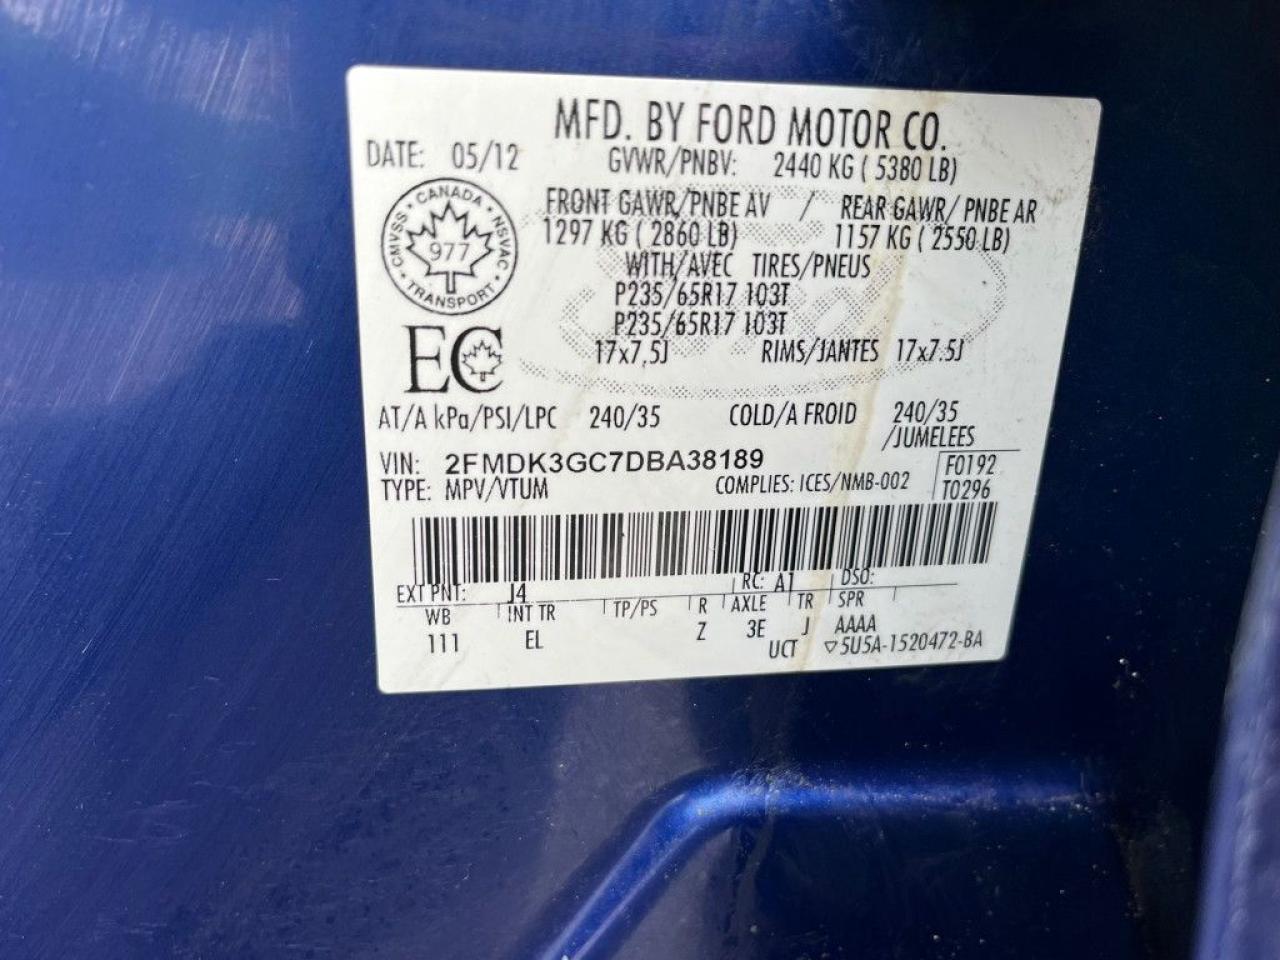 MFD. BY FORD MOTOR CO.
DATE: 05/12 GVWR/PNBV: 2440 KG ( 5380 LB)
CMVSS • CANADA • NSVAC • TRANSPORT •
977
FRONT GAWR/PNBE AV / REAR GAWR/ PNBE AR
1297 KG ( 2860 LB) 1157 KG ( 2550 LB)
WITH/AVEC TIRES/PNEUS
P235/65R17 103T
P235/65R17 103T
EC
17x7.5J RIMS/JANTES 17x7.5J
AT/A kPa/PSI/LPC 240/35 COLD/A FROID 240/35
/JUMELEES
VIN: 2FMDK3GC7DBA38189 F0192
TYPE: MPV/VTUM COMPLIES: ICES/NMB-002 T0296
EXT PNT: J4 RC: A1 DSO:
WB INT TR TP/PS R AXLE TR SPR
111 EL Z 3E J AAAA
UCT ▽5U5A-1520472-BA